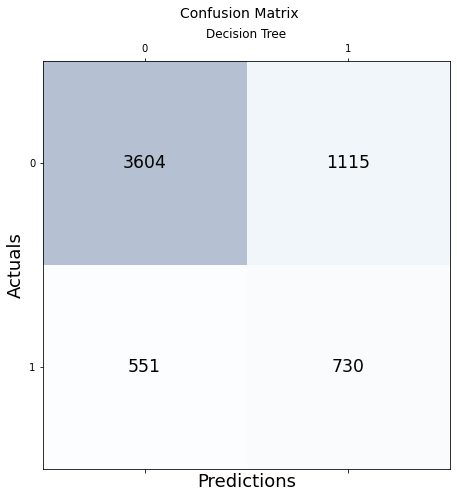 Confusion Matrix
Decision Tree
0 1
0 3604 1115
Actuals
1 551 730
Predictions